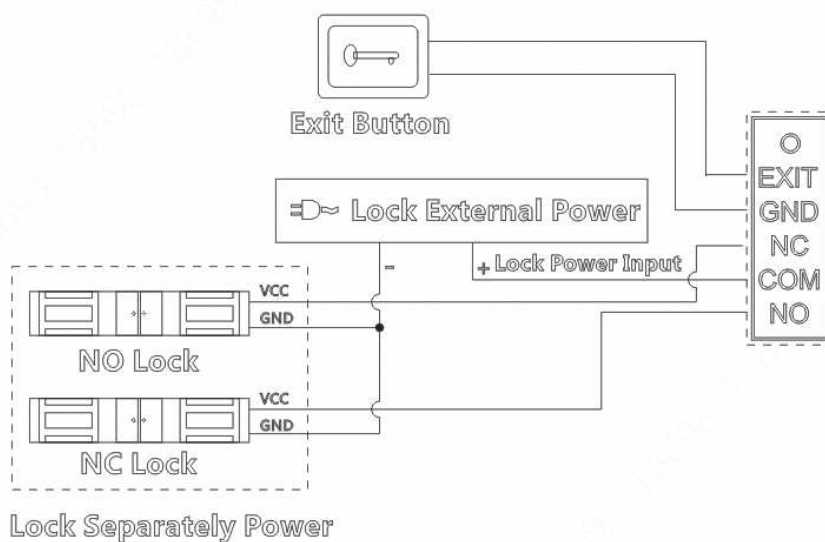 Exit Button
EXIT
GND
NC
COM
NO
Lock External Power
-
+ Lock Power Input
VCC
GND
NO Lock
VCC
GND
NC Lock
Lock Separately Power